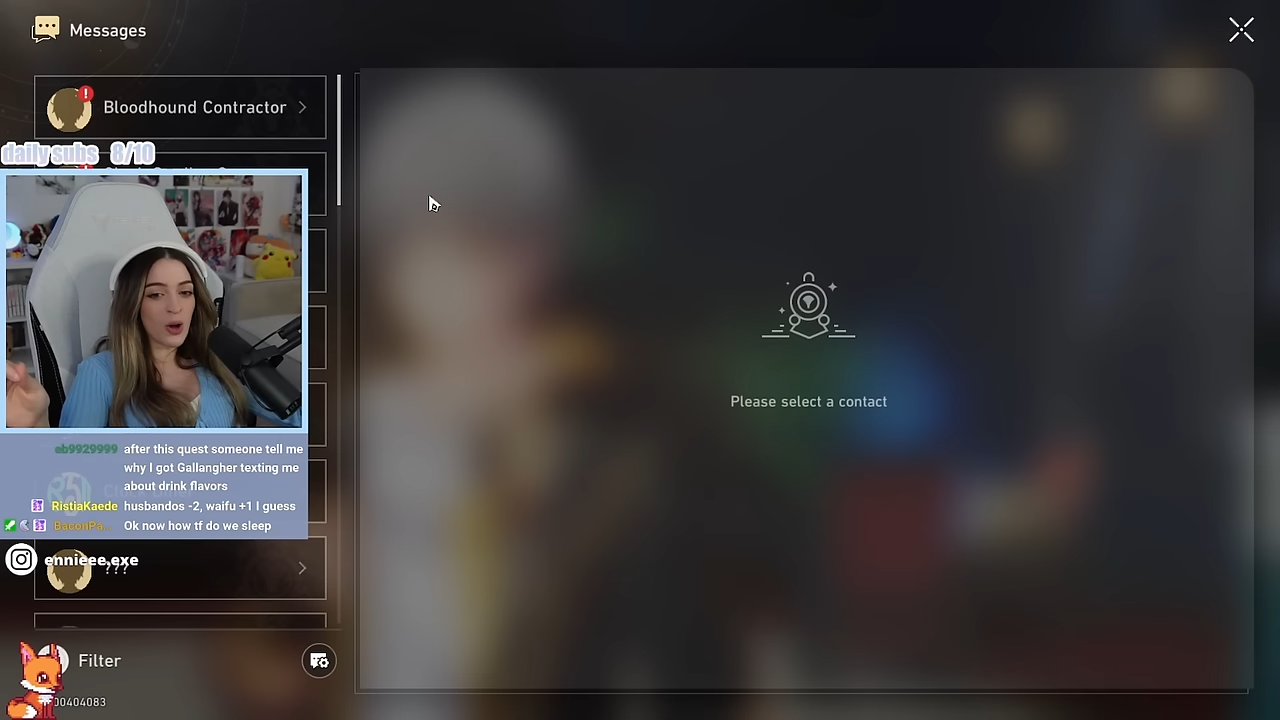 Messages
Bloodhound Contractor
daily subs 8/10
ab9929999 after this quest someone tell me
why I got Gallangher texting me
about drink flavors
RistiaKaede husbandos -2, waifu +1 I guess
BaconPa... Ok now how tf do we sleep
ennieee.exe
???
Filter
00404083
Please select a contact